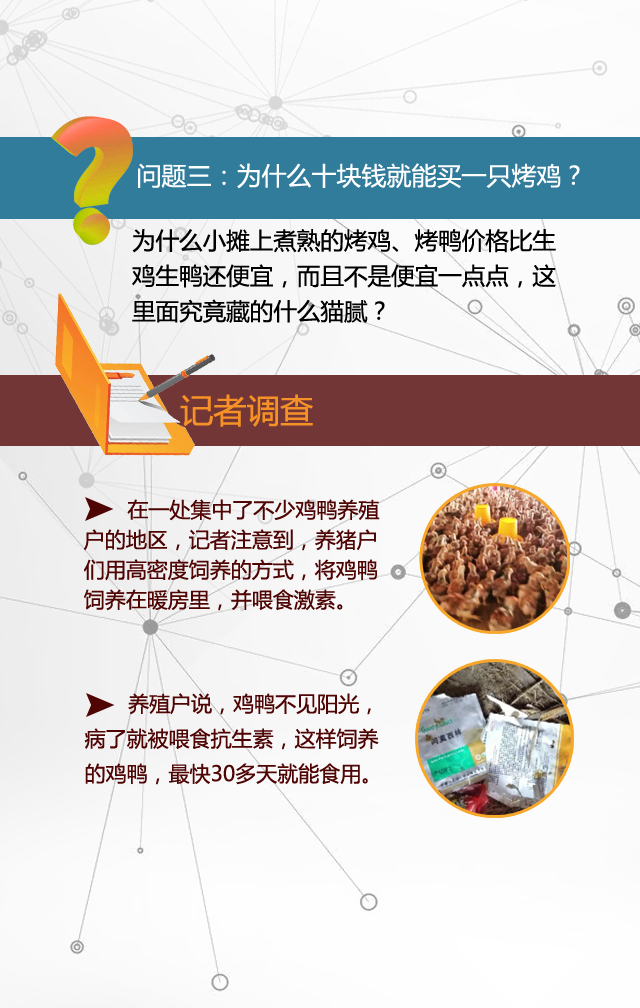 问题三：为什么十块钱就能买一只烤鸡？
为什么小摊上煮熟的烤鸡、烤鸭价格比生
鸡生鸭还便宜，而且不是便宜一点点，这
里面究竟藏的什么猫腻？
记者调查
在一处集中了不少鸡鸭养殖
户的地区，记者注意到，养猪户
们用高密度饲养的方式，将鸡鸭
饲养在暖房里，并喂食激素。
养殖户说，鸡鸭不见阳光，
病了就被喂食抗生素，这样饲养
的鸡鸭，最快30多天就能食用。
阿莫西林